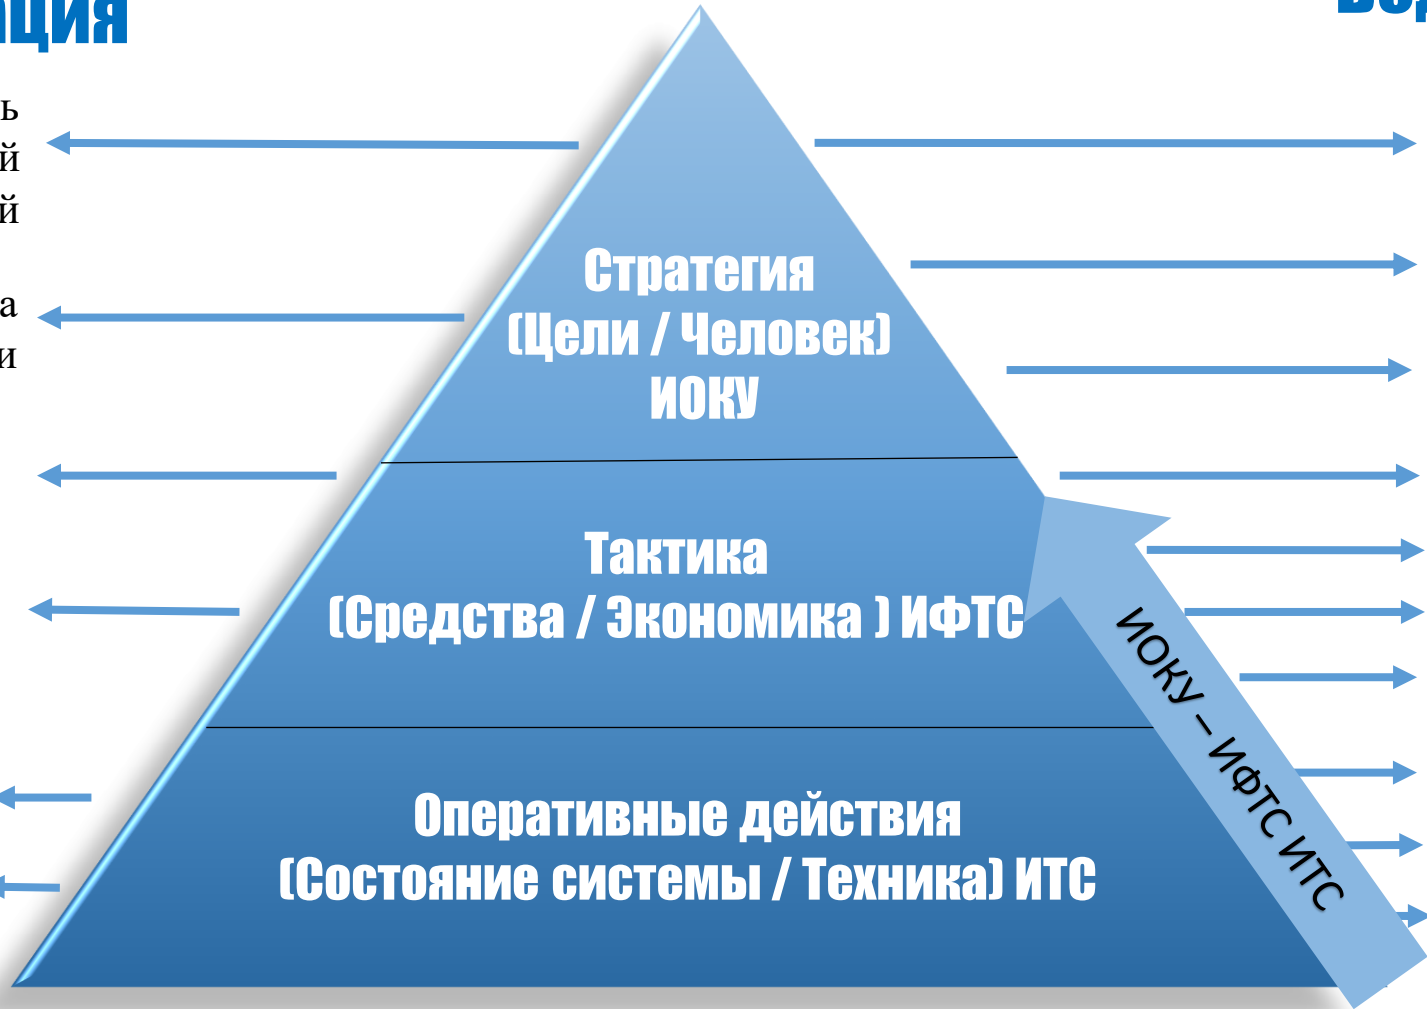 Стратегия
(Цели / Человек)
ИОКУ
Тактика
(Средства / Экономика ) ИФТС
Оперативные действия
(Состояние системы / Техника) ИТС
ИОКУ – ИФТС ИТС